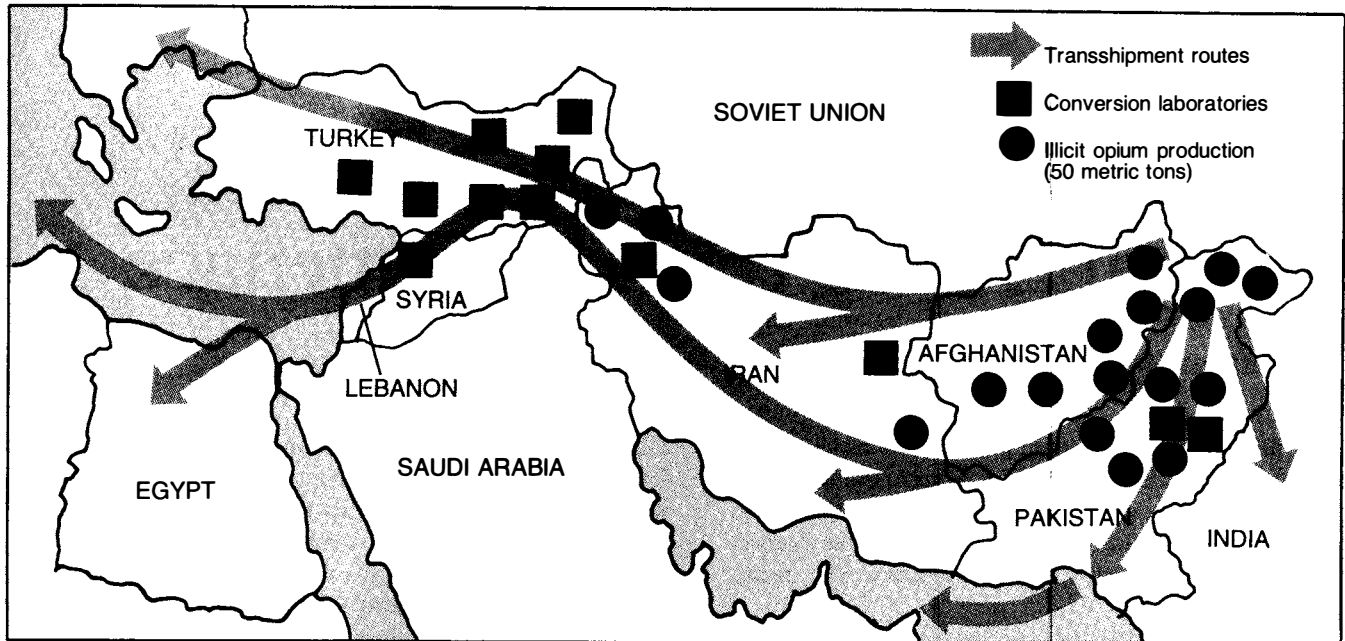 Transshipment routes
Conversion laboratories
Illicit opium production
(50 metric tons)
SOVIET UNION
TURKEY
SYRIA
LEBANON
IRAN
AFGHANISTAN
EGYPT
SAUDI ARABIA
PAKISTAN
INDIA